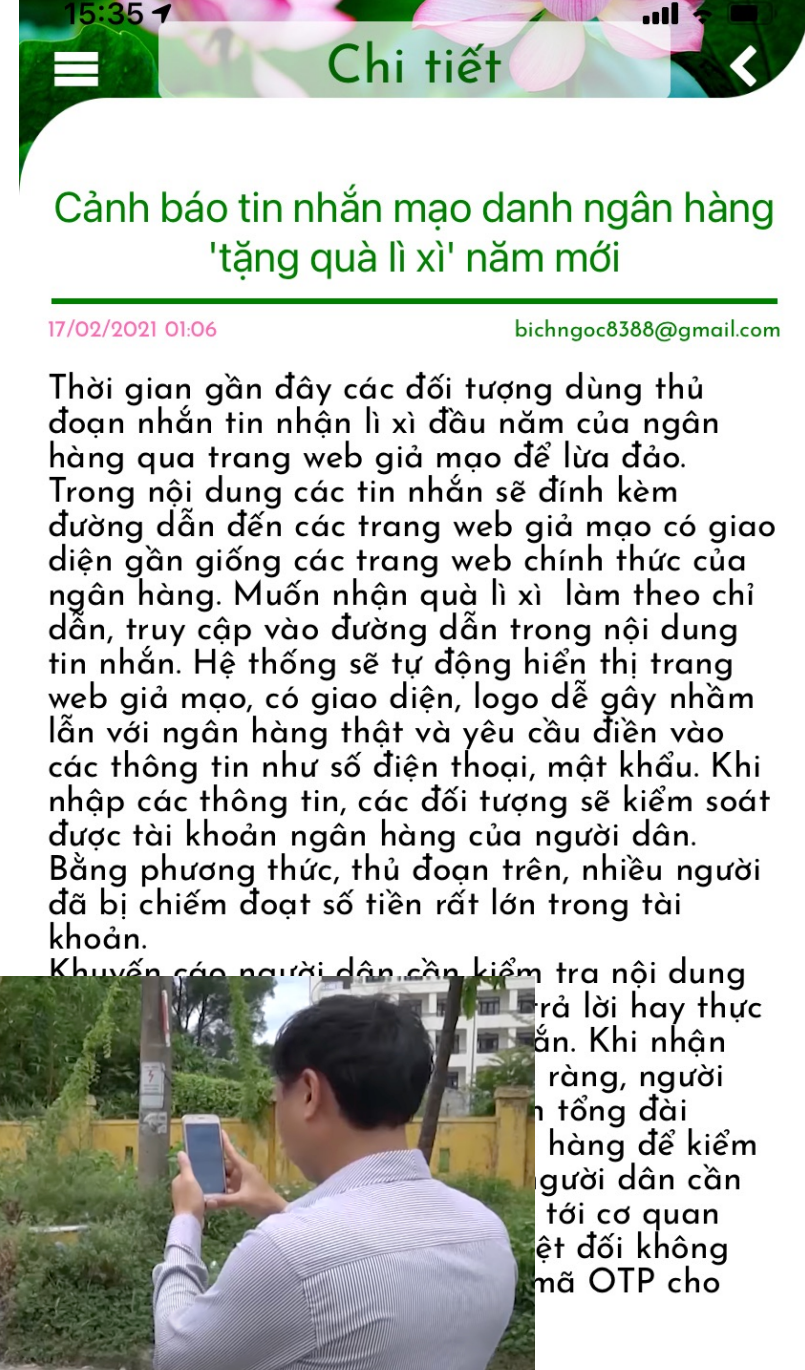 15:35
Chi tiết
Cảnh báo tin nhắn mạo danh ngân hàng
'tặng quà lì xì' năm mới
17/02/2021 01:06
bichngoc8388@gmail.com
Thời gian gần đây các đối tượng dùng thủ
đoạn nhắn tin nhận lì xì đầu năm của ngân
hàng qua trang web giả mạo để lừa đảo.
Trong nội dung các tin nhắn sẽ đính kèm
đường dẫn đến các trang web giả mạo có giao
diện gần giống các trang web chính thức của
ngân hàng. Muốn nhận quà lì xì làm theo chỉ
dẫn, truy cập vào đường dẫn trong nội dung
tin nhắn. Hệ thống sẽ tự động hiển thị trang
web giả mạo, có giao diện, logo dễ gây nhầm
lẫn với ngân hàng thật và yêu cầu điền vào
các thông tin như số điện thoại, mật khẩu. Khi
nhập các thông tin, các đối tượng sẽ kiểm soát
được tài khoản ngân hàng của người dân.
Bằng phương thức, thủ đoạn trên, nhiều người
đã bị chiếm đoạt số tiền rất lớn trong tài
khoản.
Khuyến cáo người dân cần kiểm tra nội dung
trả lời hay thực
Khi nhận
ràng, người
tổng đài
hàng để kiểm
người dân cần
tới cơ quan
đối không
mã OTP cho